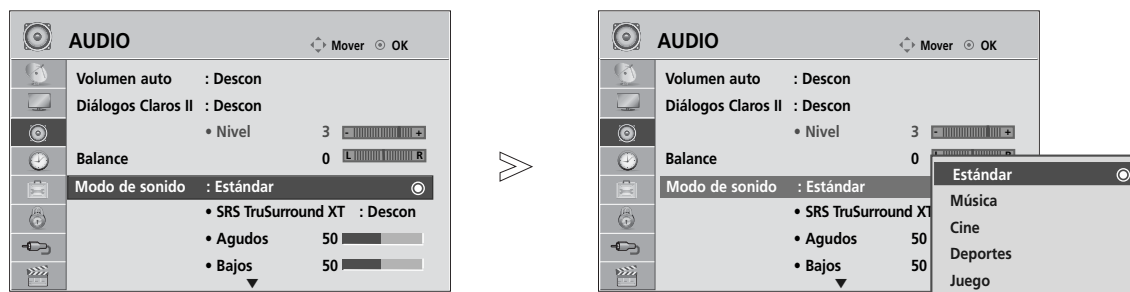 AUDIO
Mover OK
Volumen auto : Descon
Diálogos Claros II : Descon
• Nivel 3 - +
Balance 0 L R
Modo de sonido : Estándar
• SRS TruSurround XT : Descon
• Agudos 50
• Bajos 50
AUDIO
Mover OK
Volumen auto : Descon
Diálogos Claros II : Descon
• Nivel 3 - +
Balance 0
Modo de sonido : Estándar
• SRS TruSurround XT
• Agudos 50
• Bajos 50
Estándar
Música
Cine
Deportes
Juego